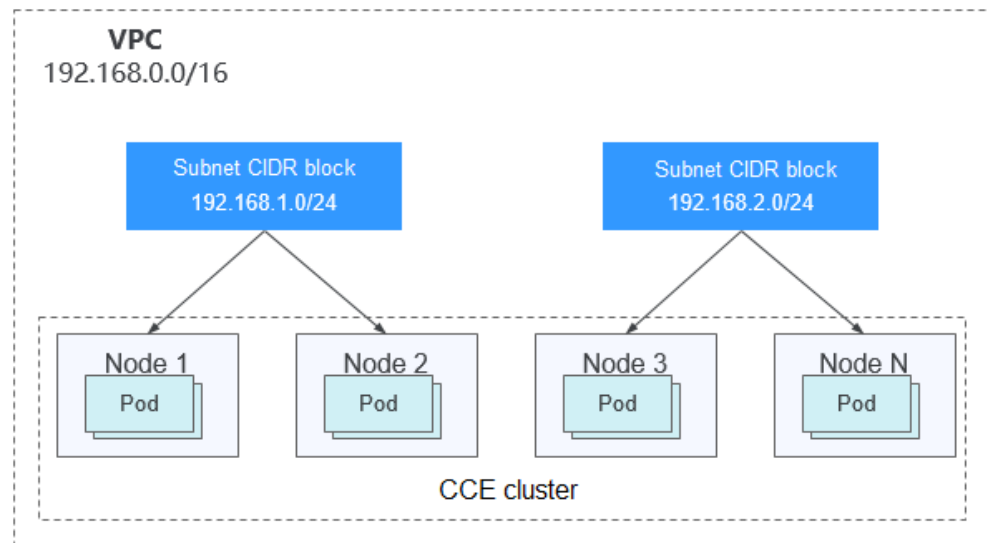 VPC
192.168.0.0/16
Subnet CIDR block
192.168.1.0/24
Subnet CIDR block
192.168.2.0/24
Node 1
Pod
Node 2
Pod
Node 3
Pod
Node N
Pod
CCE cluster